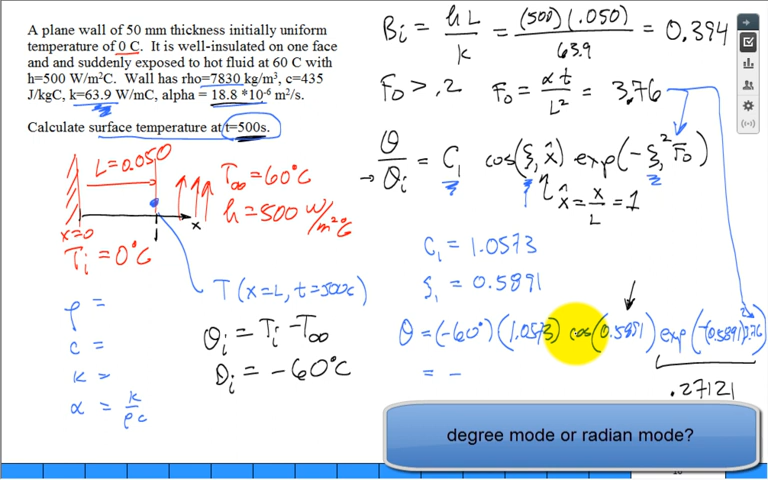 A plane wall of 50 mm thickness initially uniform
temperature of 0 C. It is well-insulated on one face
and and suddenly exposed to hot fluid at 60 C with
h=500 W/m²C. Wall has rho=7830 kg/m³, c=435
J/kgC, k=63.9 W/mC, alpha = 18.8 *10⁻⁶ m²/s.
Calculate surface temperature at t=500s.
L=0.050
T∞ = 60°C
h = 500 W/m²°C
x=0
x
Ti = 0°C
T(x=L, t=500s)
ρ =
c =
k =
α = k/ρc
θi = Ti - T∞
θi = -60°C
Bi = hL/k = (500)(.050)/63.9 = 0.394
Fo > .2 Fo = αt/L² = 3.76
→ θ/θi = C₁ cos(ξ₁x̂) exp(-ξ₁²Fo)
x̂ = x/L = 1
C₁ = 1.0573
ξ₁ = 0.5891
θ = (-60°)(1.0573) cos(0.5891) exp(-(0.5891)²3.76)
= -
.27121
degree mode or radian mode?